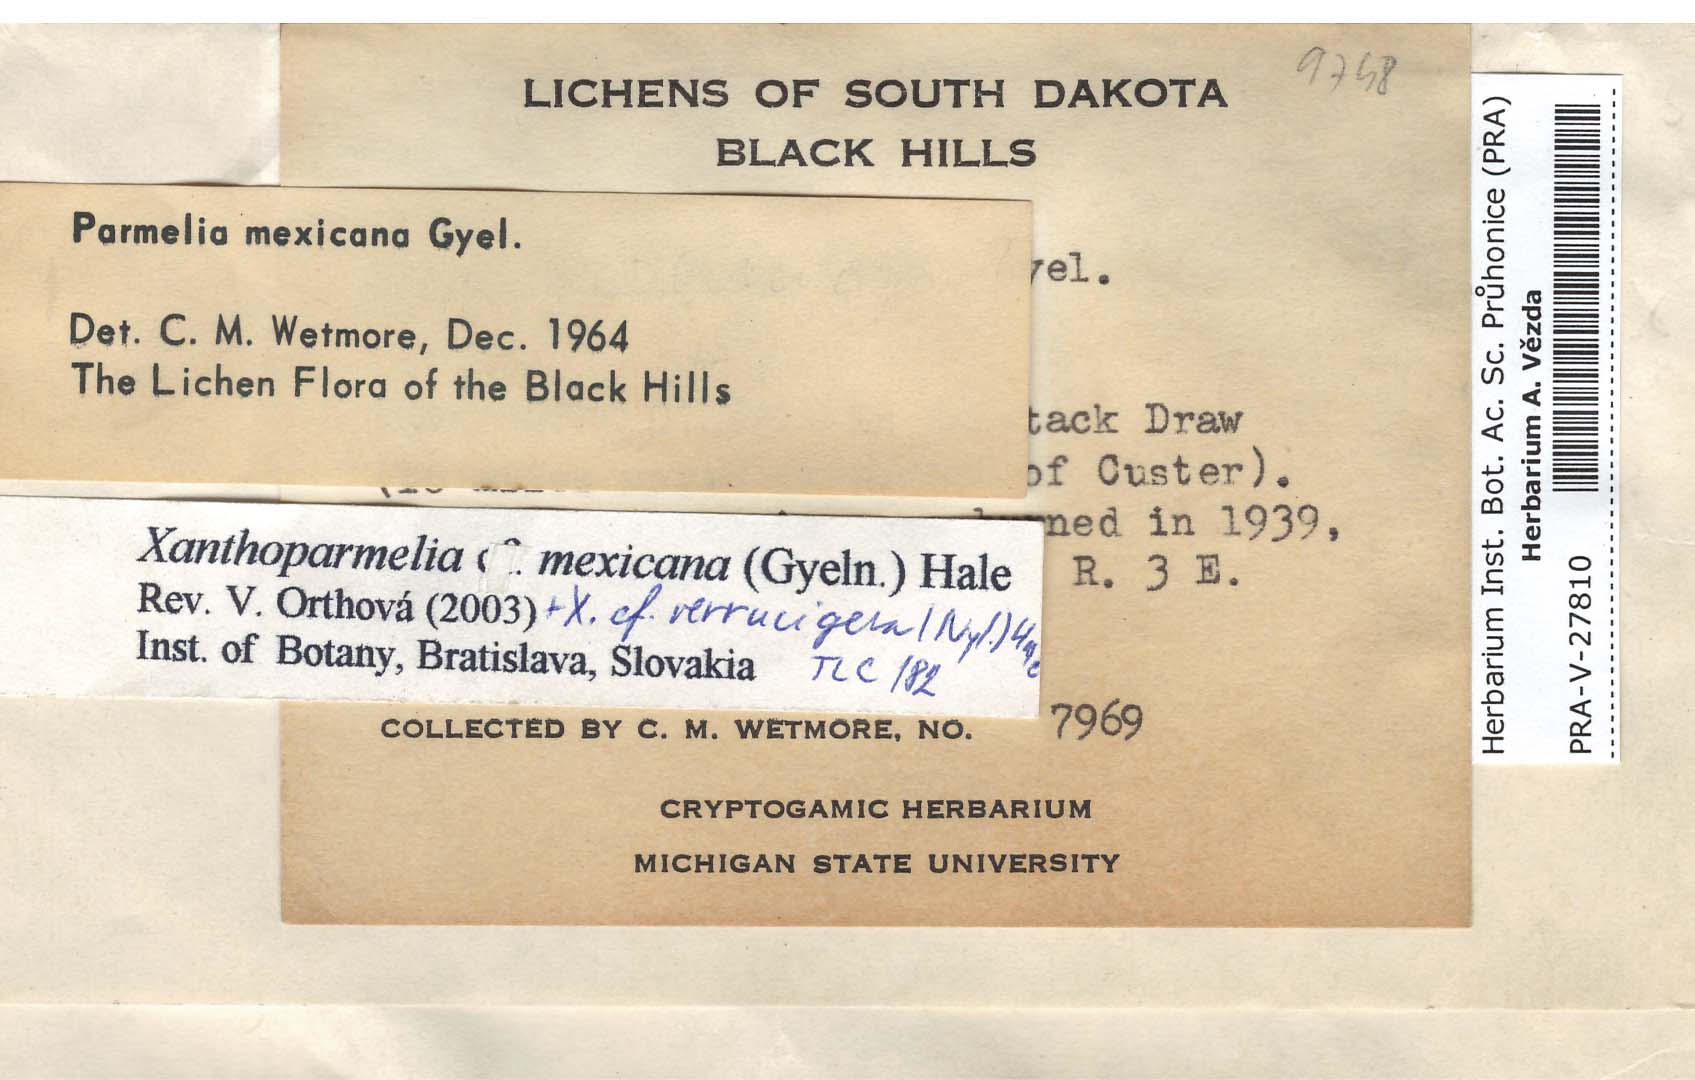 9748
LICHENS OF SOUTH DAKOTA
BLACK HILLS
Parmelia mexicana Gyel.
Det. C. M. Wetmore, Dec. 1964
The Lichen Flora of the Black Hills
yel.
tack Draw
of Custer).
rned in 1939,
R. 3 E.
Xanthoparmelia mexicana (Gyeln.) Hale
Rev. V. Orthová (2003) + X. cf. verrucigera (Nyl.)
Inst. of Botany, Bratislava, Slovakia TLC /82
COLLECTED BY C. M. WETMORE, NO. 7969
CRYPTOGAMIC HERBARIUM
MICHIGAN STATE UNIVERSITY
Herbarium Inst. Bot. Ac. Sc. Průhonice (PRA)
Herbarium A. Vězda
PRA-V-27810